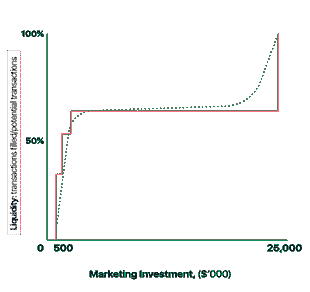 100%
Liquidity: transactions filled/potential transactions
50%
0 500 25,000
Marketing Investment, ($'000)